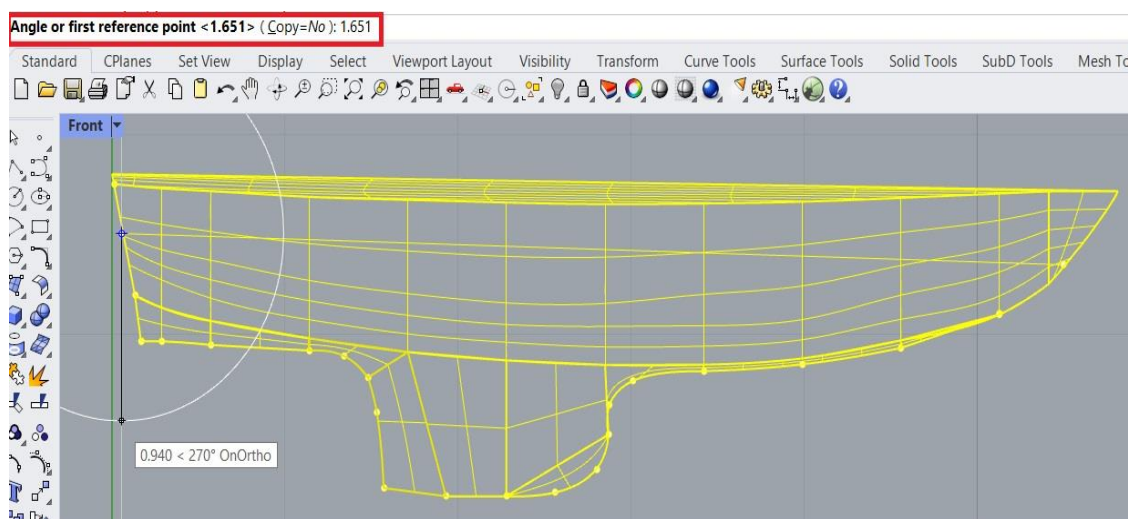 Angle or first reference point <1.651> ( Copy=No ): 1.651
Standard CPlanes Set View Display Select Viewport Layout Visibility Transform Curve Tools Surface Tools Solid Tools SubD Tools Mesh To
Front
0.940 < 270° OnOrtho